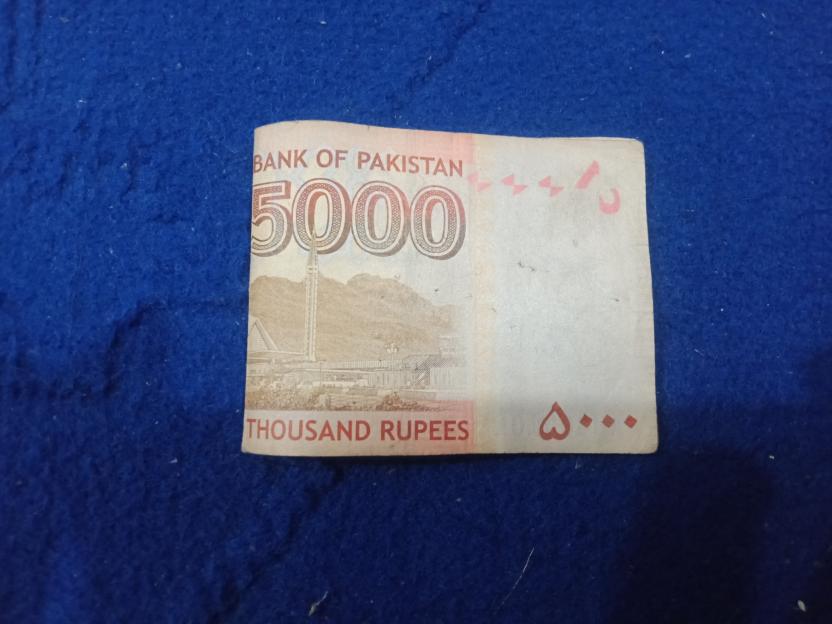 BANK OF PAKISTAN
5000
THOUSAND RUPEES
۵۰۰۰